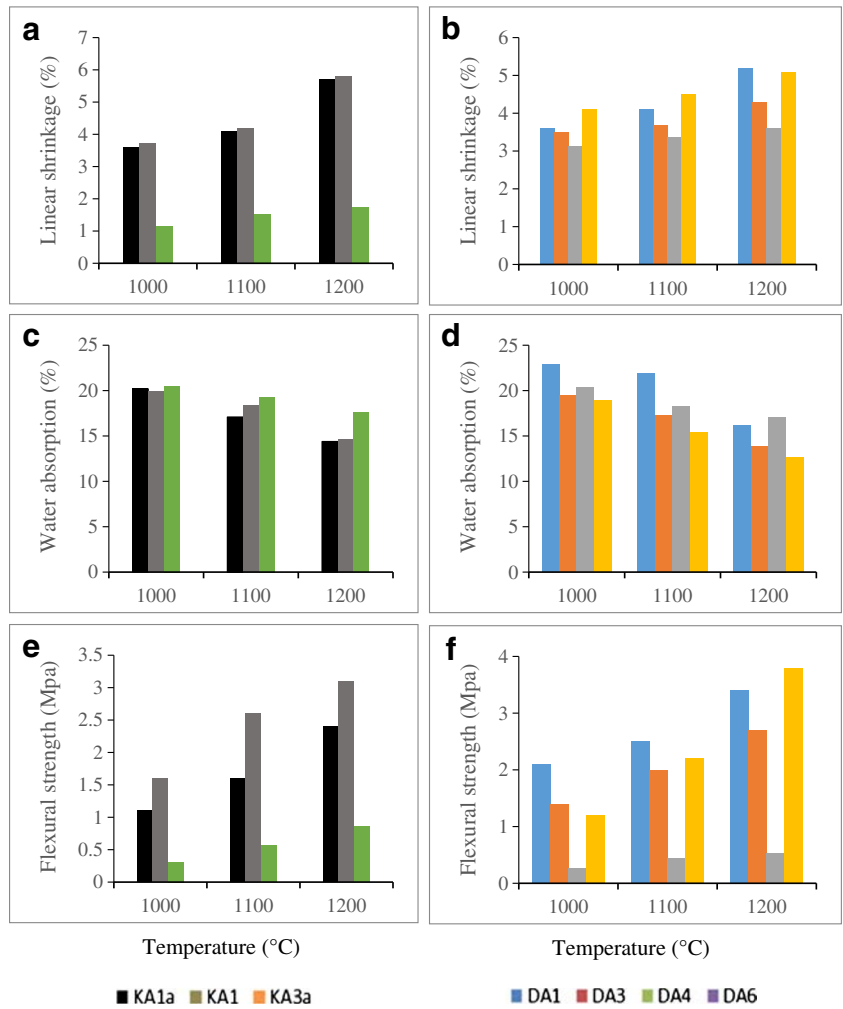 a
Linear shrinkage (%)
7
6
5
4
3
2
1
0
1000 1100 1200
b
Linear shrinkage (%)
6
5
4
3
2
1
0
1000 1100 1200
c
Water absorption (%)
25
20
15
10
5
0
1000 1100 1200
d
Water absorption (%)
25
20
15
10
5
0
1000 1100 1200
e
Flexural strength (Mpa)
3.5
3
2.5
2
1.5
1
0.5
0
1000 1100 1200
Temperature (°C)
f
Flexural strength (Mpa)
4
3
2
1
0
1000 1100 1200
Temperature (°C)
KA1a KA1 KA3a
DA1 DA3 DA4 DA6